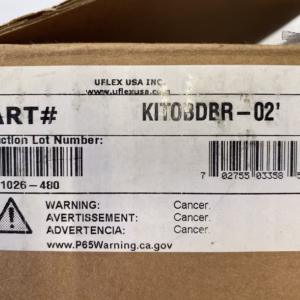 UFLEX USA INC.
www.uflexusa.com
ART# KITOBDBR-02'
ction Lot Number:
1026-480
7 02755 03358 5
WARNING: Cancer.
AVERTISSEMENT: Cancer.
ADVERTENCIA: Cancer.
www.P65Warning.ca.gov